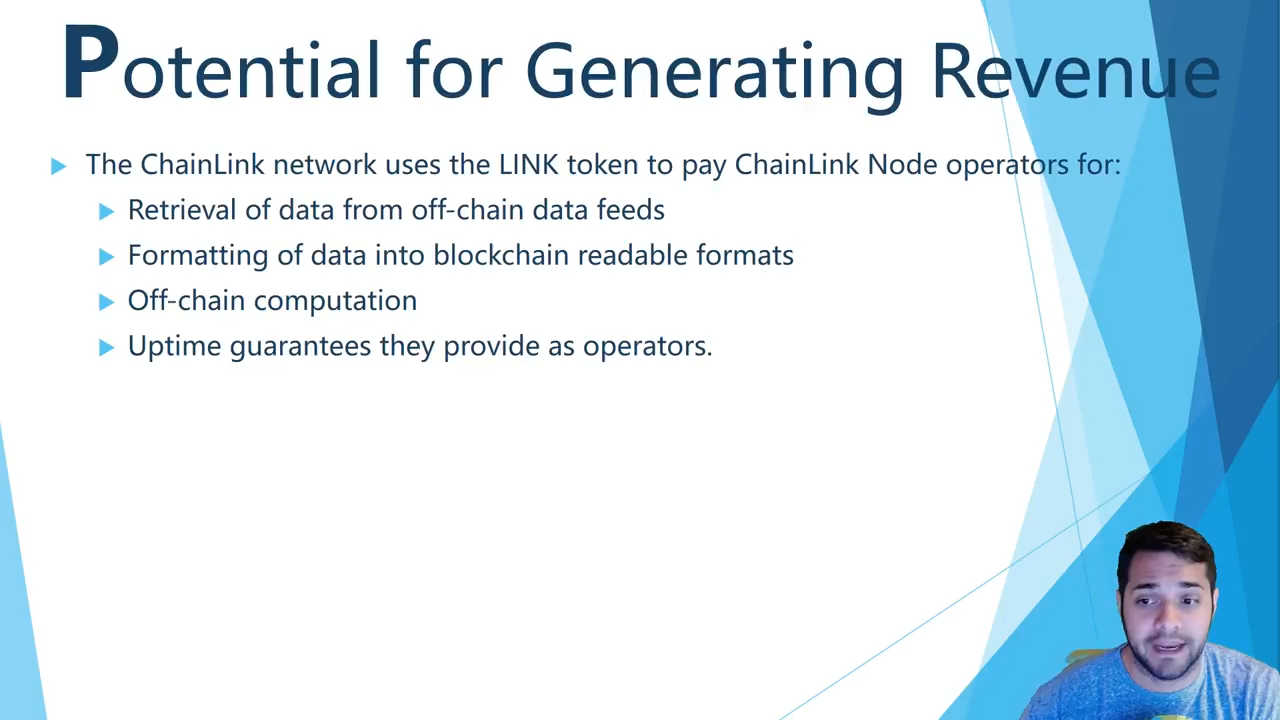 Potential for Generating Revenue
The ChainLink network uses the LINK token to pay ChainLink Node operators for:
Retrieval of data from off-chain data feeds
Formatting of data into blockchain readable formats
Off-chain computation
Uptime guarantees they provide as operators.